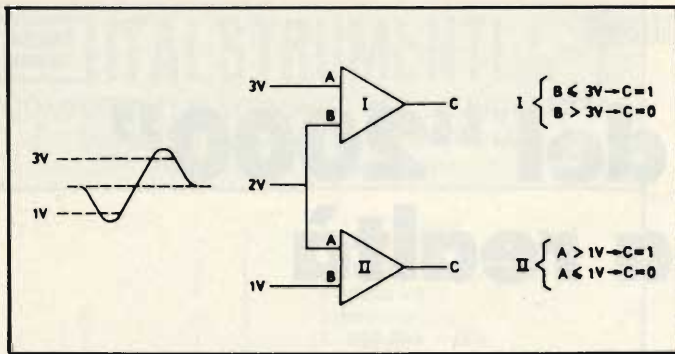 3V
1V
3V A
I
C
B
2V
A
II
C
1V B
I { B ⩽ 3V→C=1
B > 3V→C=0
II { A > 1V→C=1
A ⩽ 1V→C=0